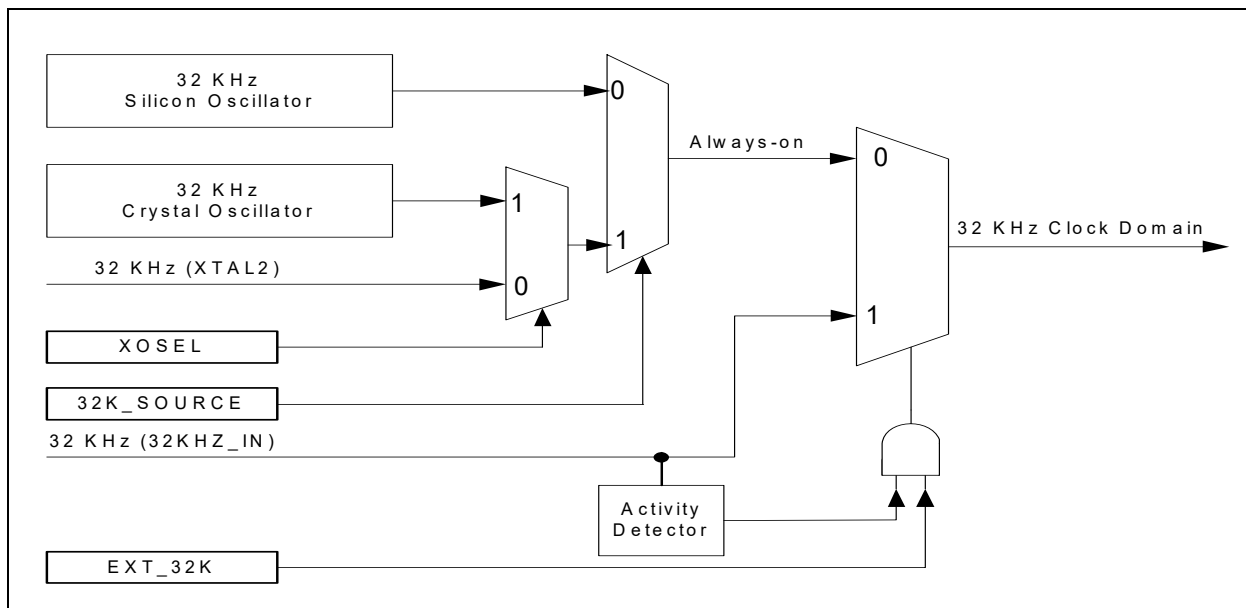 32 KHz
Silicon Oscillator
0
Always-on
0
32 KHz
Crystal Oscillator
1
1
32 KHz Clock Domain
32 KHz (XTAL2)
0
1
XOSEL
32K_SOURCE
32 KHz (32KHZ_IN)
Activity
Detector
EXT_32K